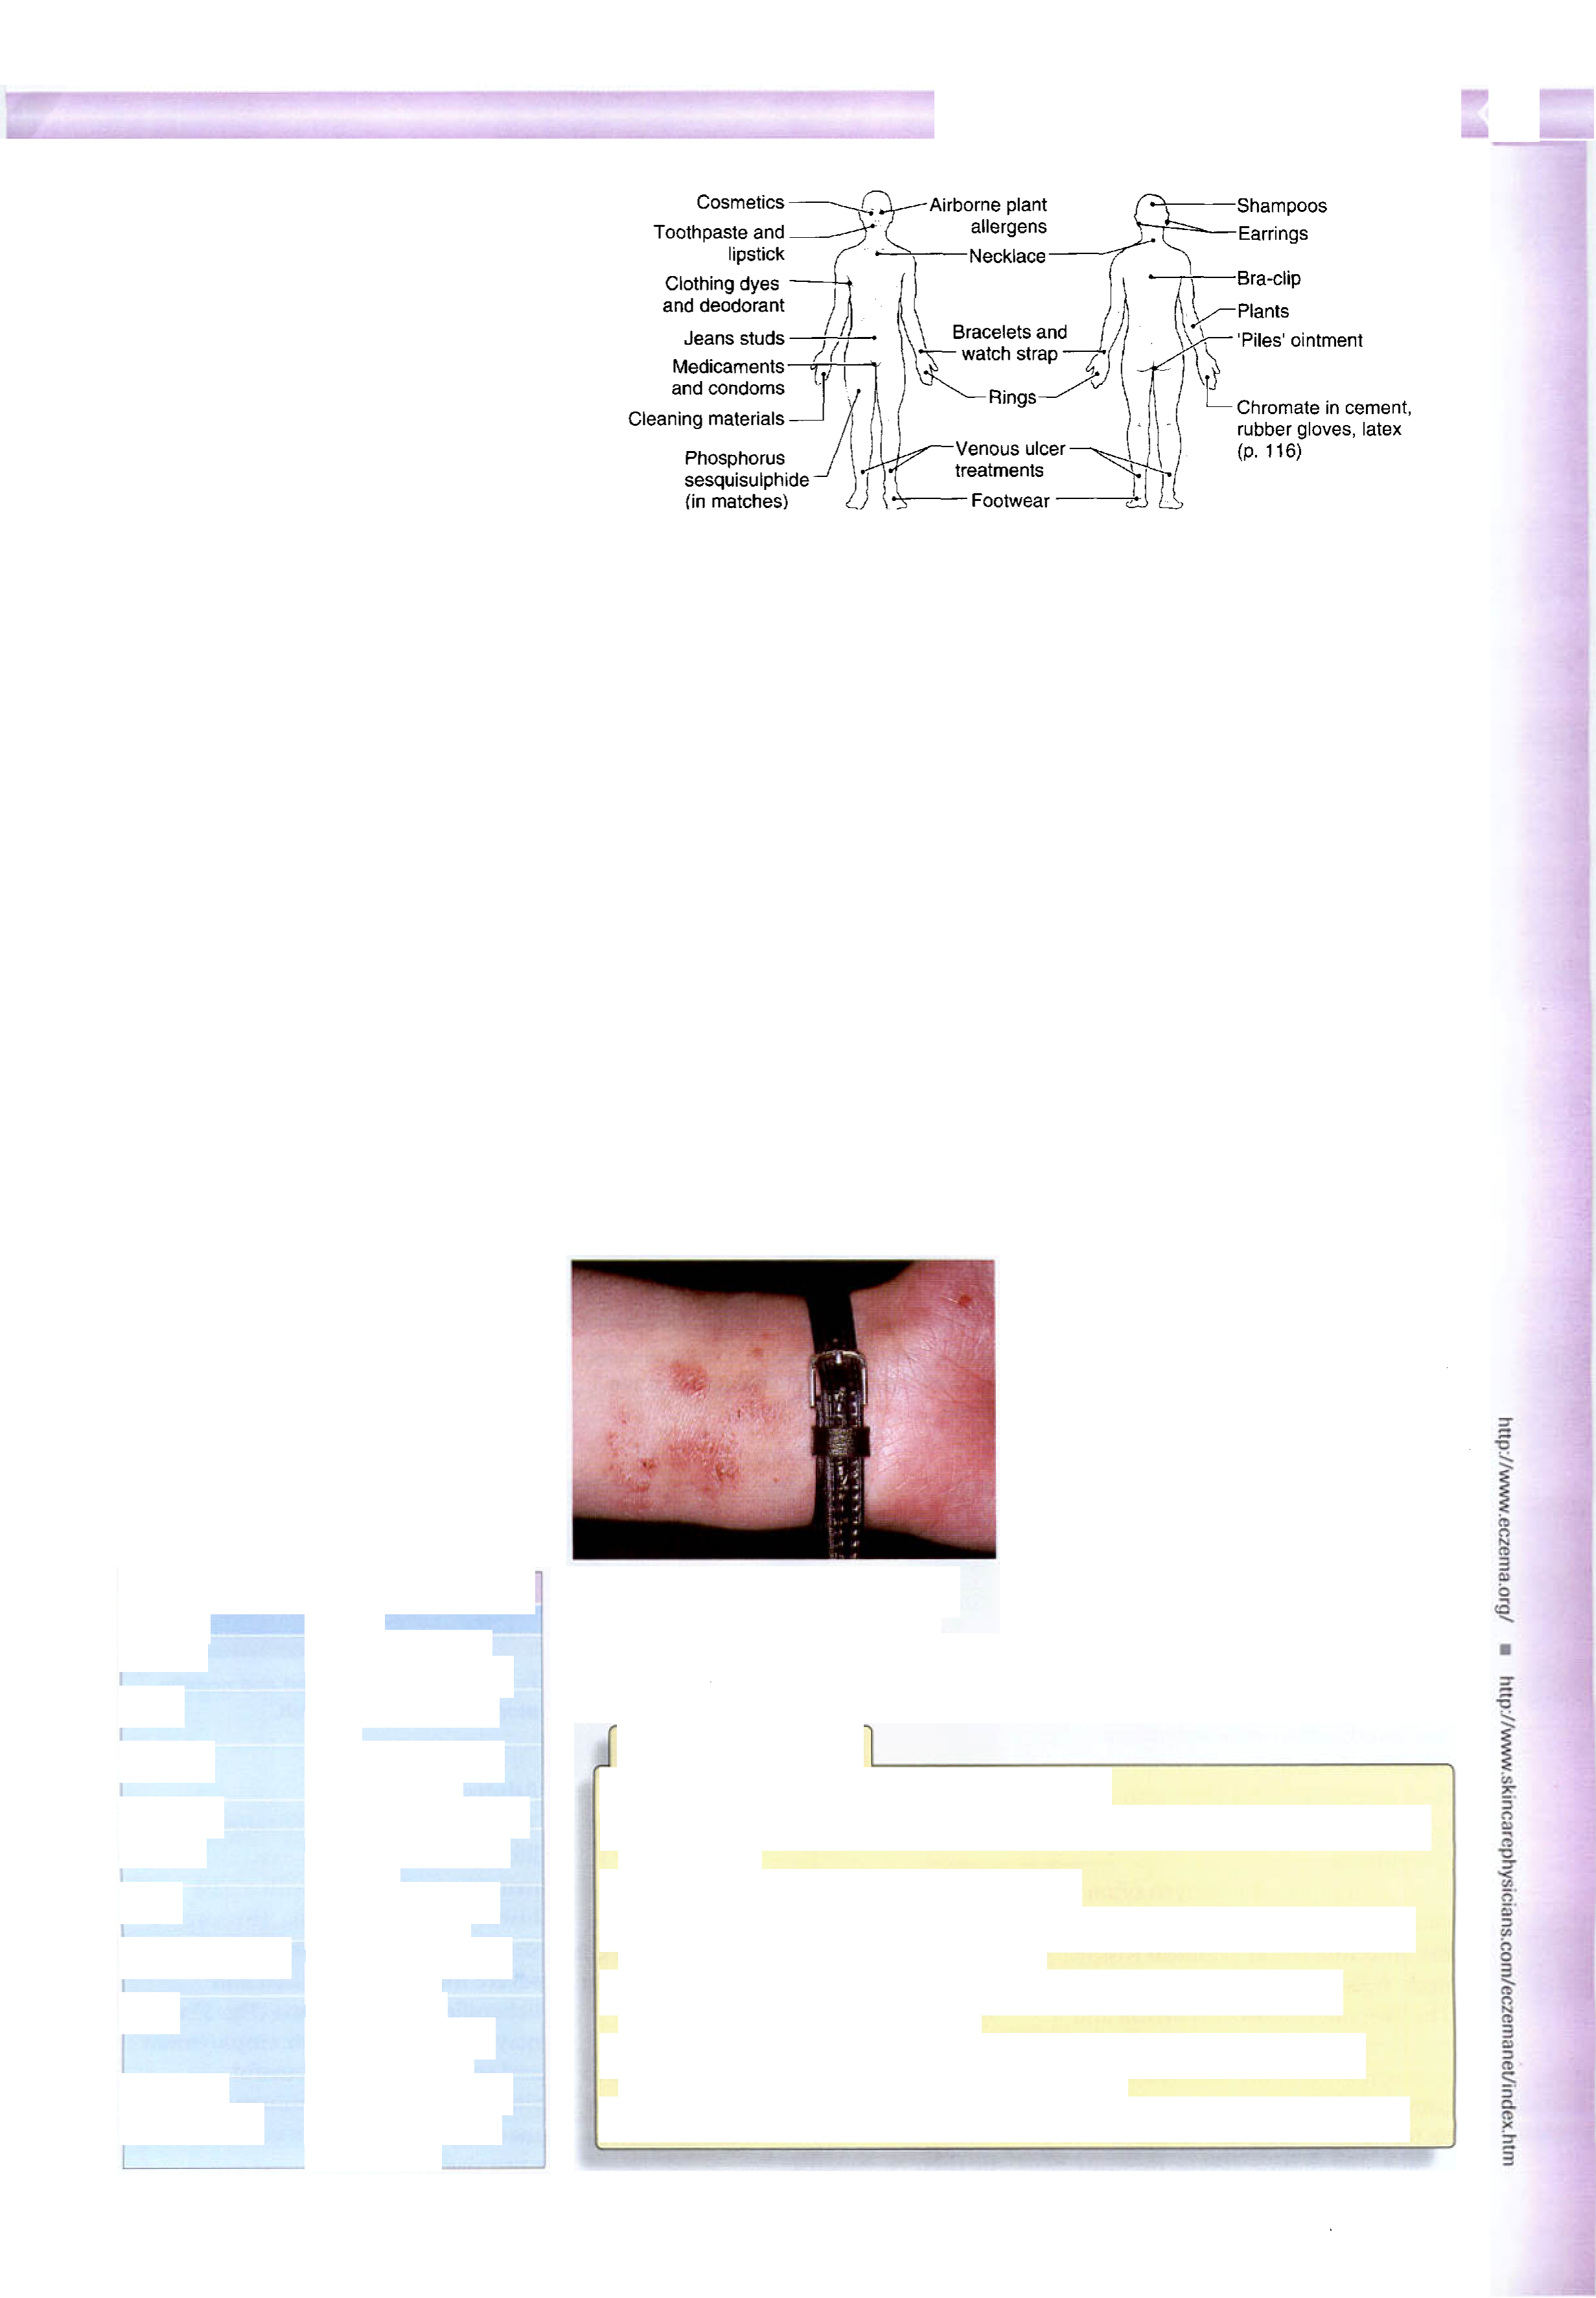 Cosmetics
Toothpaste and
lipstick
Clothing dyes
and deodorant
Jeans studs
Medicaments
and condoms
Cleaning materials
Phosphorus
sesquisulphide
(in matches)
Airborne plant
allergens
Necklace
Bracelets and
watch strap
Rings
Venous ulcer
treatments
Footwear
Shampoos
Earrings
Bra-clip
Plants
'Piles' ointment
Chromate in cement,
rubber gloves, latex
(p. 116)
http://www.eczema.org/ ■ http://www.skincarephysicians.com/eczemanet/index.htm